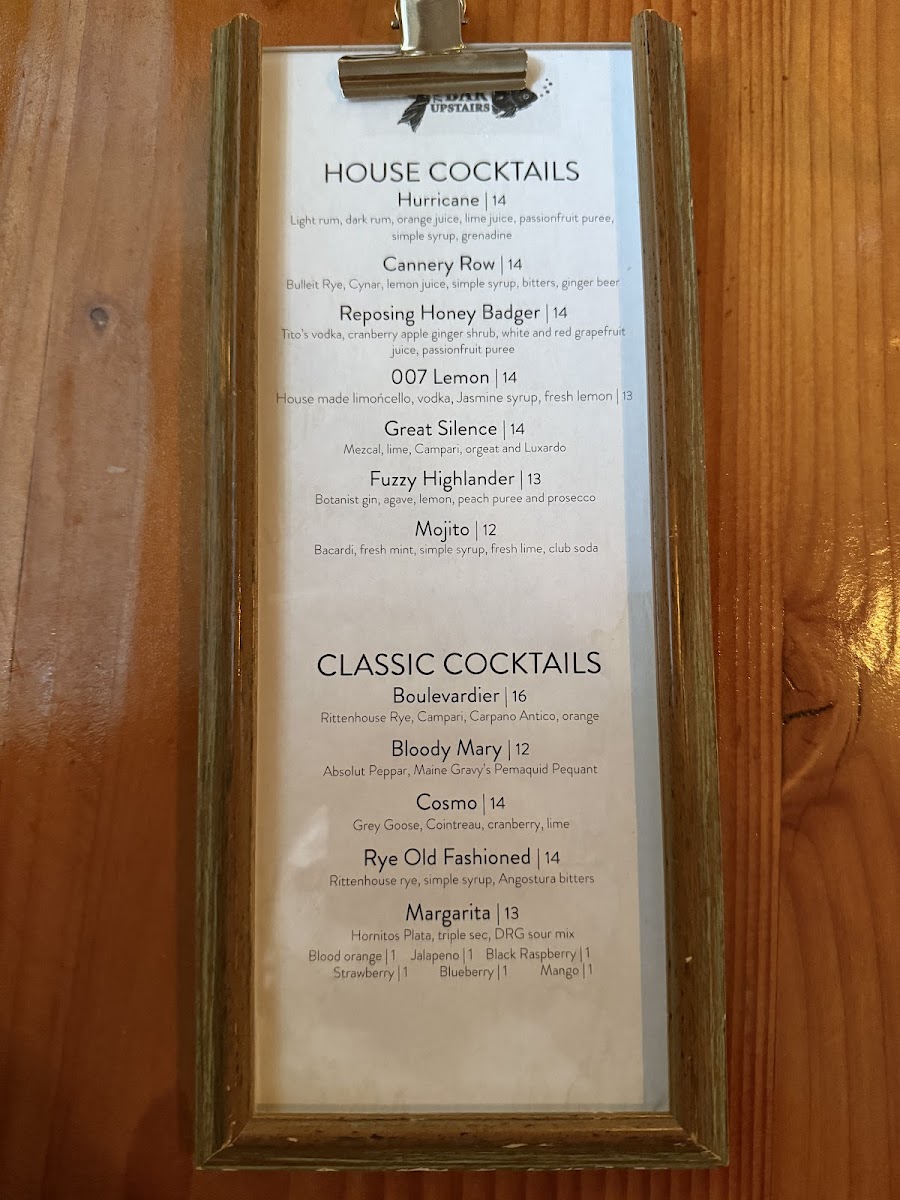 BAR
UPSTAIRS
HOUSE COCKTAILS
Hurricane | 14
Light rum, dark rum, orange juice, lime juice, passionfruit puree,
simple syrup, grenadine
Cannery Row | 14
Bulleit Rye, Cynar, lemon juice, simple syrup, bitters, ginger beer
Reposing Honey Badger | 14
Tito's vodka, cranberry apple ginger shrub, white and red grapefruit
juice, passionfruit puree
007 Lemon | 14
House made limoncello, vodka, Jasmine syrup, fresh lemon | 13
Great Silence | 14
Mezcal, lime, Campari, orgeat and Luxardo
Fuzzy Highlander | 13
Botanist gin, agave, lemon, peach puree and prosecco
Mojito | 12
Bacardi, fresh mint, simple syrup, fresh lime, club soda
CLASSIC COCKTAILS
Boulevardier | 16
Rittenhouse Rye, Campari, Carpano Antico, orange
Bloody Mary | 12
Absolut Peppar, Maine Gravy's Pemaquid Pequant
Cosmo | 14
Grey Goose, Cointreau, cranberry, lime
Rye Old Fashioned | 14
Rittenhouse rye, simple syrup, Angostura bitters
Margarita | 13
Hornitos Plata, triple sec, DRG sour mix
Blood orange | 1 Jalapeno | 1 Black Raspberry | 1
Strawberry | 1 Blueberry | 1 Mango | 1